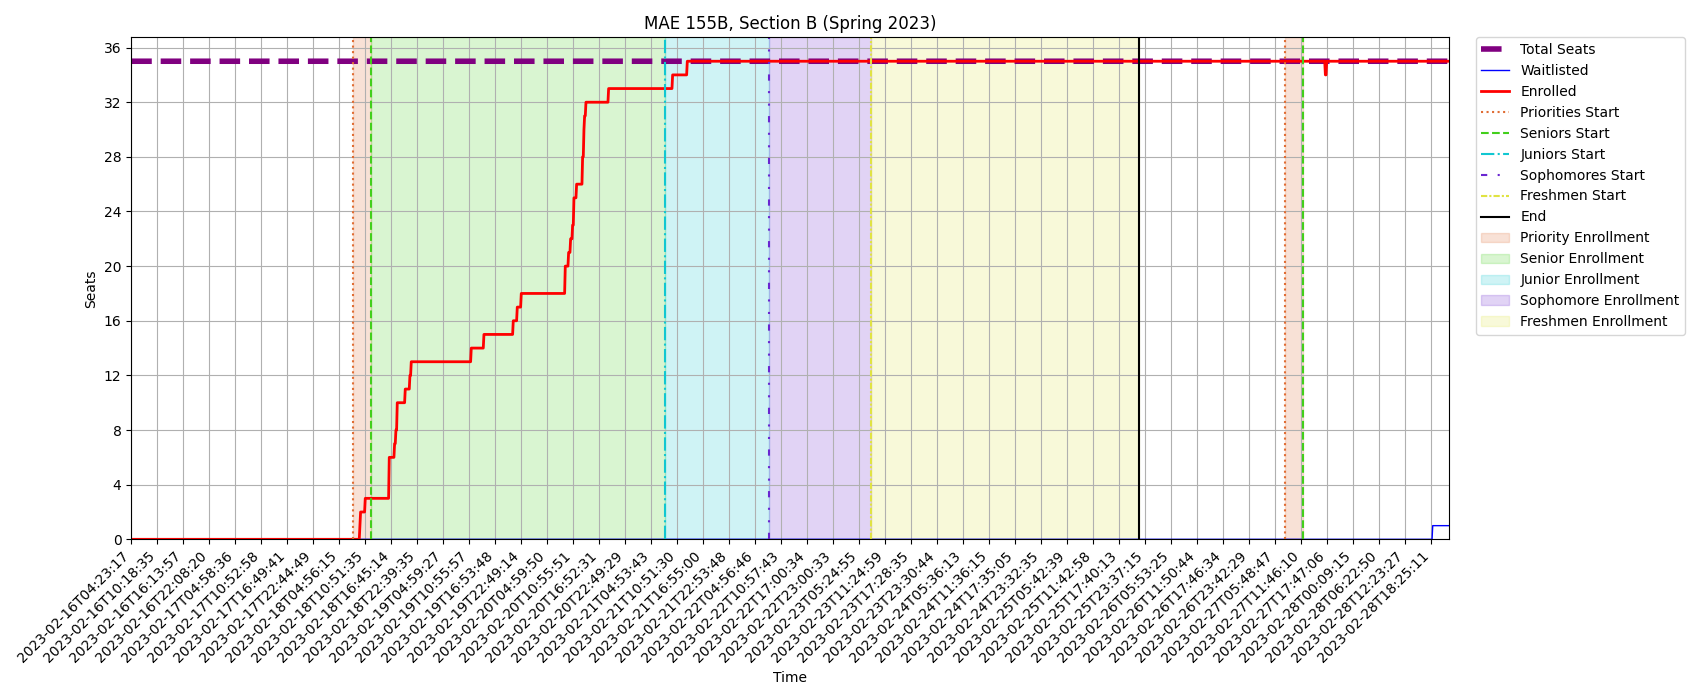 MAE 155B, Section B (Spring 2023)
Seats
36
32
28
24
20
16
12
8
4
0
2023-02-16T04:23:17
2023-02-16T10:18:35
2023-02-16T16:13:57
2023-02-16T22:08:20
2023-02-17T04:58:36
2023-02-17T10:52:58
2023-02-17T16:49:41
2023-02-17T22:44:49
2023-02-18T04:56:15
2023-02-18T10:51:35
2023-02-18T16:45:14
2023-02-18T22:39:35
2023-02-19T04:59:27
2023-02-19T10:55:57
2023-02-19T16:53:48
2023-02-19T22:49:14
2023-02-20T04:59:50
2023-02-20T10:55:51
2023-02-20T16:52:31
2023-02-20T22:49:29
2023-02-21T04:53:43
2023-02-21T10:51:30
2023-02-21T16:55:00
2023-02-21T22:53:48
2023-02-22T04:56:46
2023-02-22T10:57:43
2023-02-22T17:00:34
2023-02-22T23:00:33
2023-02-23T05:24:55
2023-02-23T11:24:59
2023-02-23T17:28:35
2023-02-23T23:30:44
2023-02-24T05:36:13
2023-02-24T11:36:15
2023-02-24T17:35:05
2023-02-24T23:32:35
2023-02-25T05:42:39
2023-02-25T11:42:58
2023-02-25T17:40:13
2023-02-25T23:37:15
2023-02-26T05:53:25
2023-02-26T11:50:44
2023-02-26T17:46:34
2023-02-26T23:42:29
2023-02-27T05:48:47
2023-02-27T11:46:10
2023-02-27T17:47:06
2023-02-28T00:09:15
2023-02-28T06:22:50
2023-02-28T12:23:27
2023-02-28T18:25:11
Time
Total Seats
Waitlisted
Enrolled
Priorities Start
Seniors Start
Juniors Start
Sophomores Start
Freshmen Start
End
Priority Enrollment
Senior Enrollment
Junior Enrollment
Sophomore Enrollment
Freshmen Enrollment